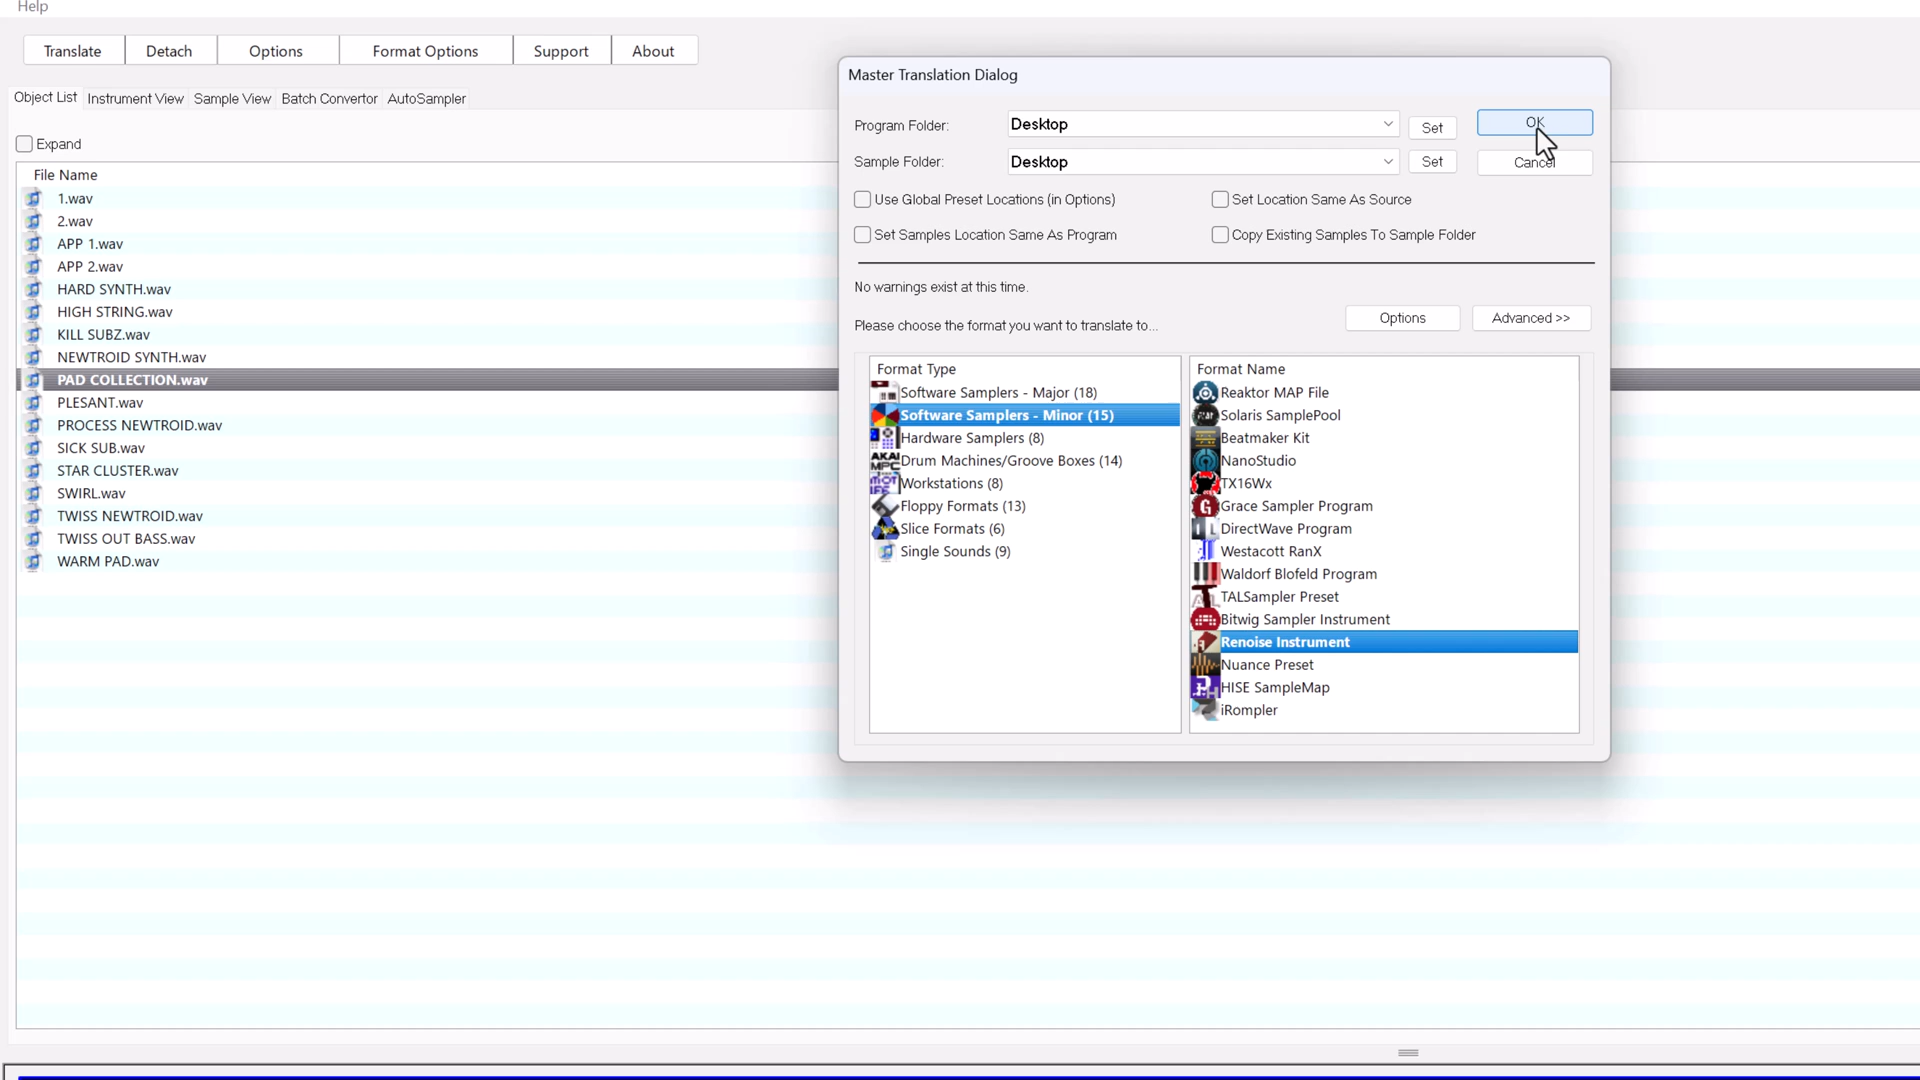 Help
Translate Detach Options Format Options Support About
Object List Instrument View Sample View Batch Convertor AutoSampler
Expand
File Name
1.wav
2.wav
APP 1.wav
APP 2.wav
HARD SYNTH.wav
HIGH STRING.wav
KILL SUBZ.wav
NEWTROID SYNTH.wav
PAD COLLECTION.wav
PLESANT.wav
PROCESS NEWTROID.wav
SICK SUB.wav
STAR CLUSTER.wav
SWIRL.wav
TWISS NEWTROID.wav
TWISS OUT BASS.wav
WARM PAD.wav
Master Translation Dialog
Program Folder: Desktop Set OK
Sample Folder: Desktop Set Cancel
Use Global Preset Locations (in Options) Set Location Same As Source
Set Samples Location Same As Program Copy Existing Samples To Sample Folder
No warnings exist at this time.
Please choose the format you want to translate to... Options Advanced >>
Format Type
Software Samplers - Major (18)
Software Samplers - Minor (15)
Hardware Samplers (8)
Drum Machines/Groove Boxes (14)
Workstations (8)
Floppy Formats (13)
Slice Formats (6)
Single Sounds (9)
Format Name
Reaktor MAP File
Solaris SamplePool
Beatmaker Kit
NanoStudio
TX16Wx
Grace Sampler Program
DirectWave Program
Westacott RanX
Waldorf Blofeld Program
TALSampler Preset
Bitwig Sampler Instrument
Renoise Instrument
Nuance Preset
HISE SampleMap
iRompler